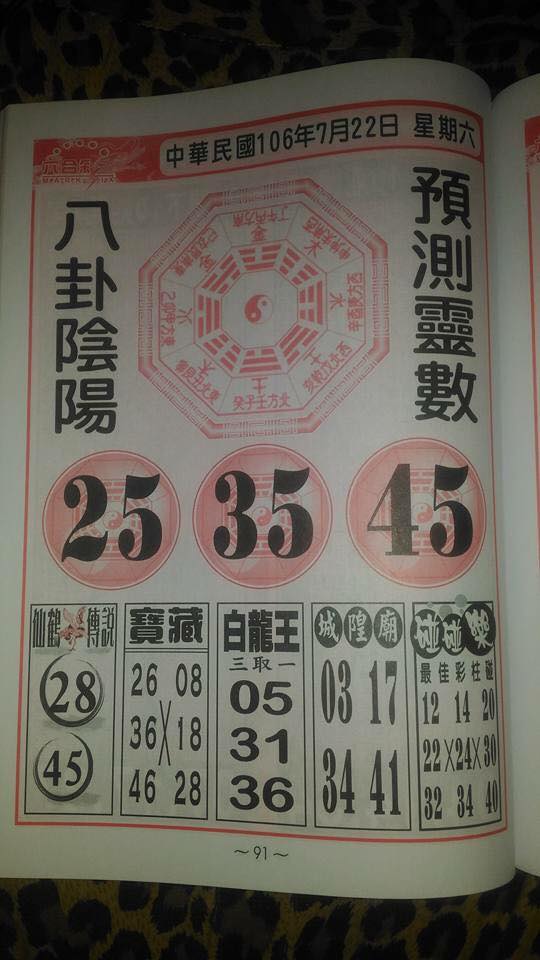 六合彩
中華民國106年7月22日 星期六
八卦陰陽
預測靈數
25 35 45
仙鶴傳說
28
45
寶藏
26 08
36 X 18
46 28
白龍王
三取一
05
31
36
城隍廟
03 17
34 41
碰碰樂
最佳彩柱碰
12 14 20
22 X 24 X 30
32 34 40
~91~